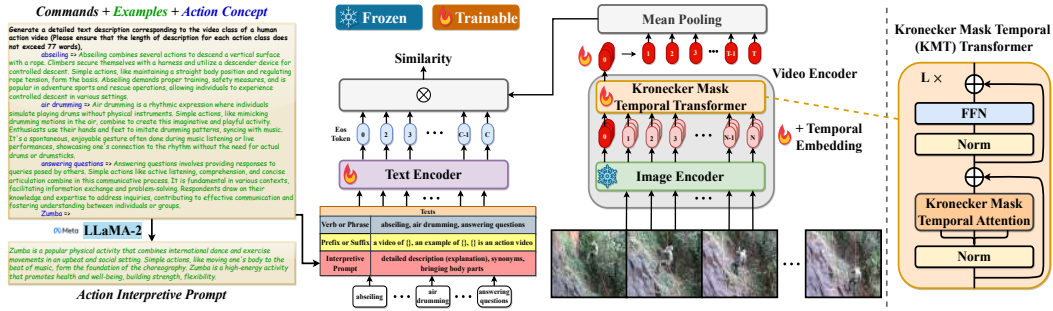 Commands + Examples + Action Concept
Generate a detailed text description corresponding to the video class of a human
action video (Please ensure that the length of description for each action class does
not exceed 77 words),
abseiling => Abseiling combines several actions to descend a vertical surface
with a rope. Climbers secure themselves with a harness and utilize a descender device for
controlled descent. Simple actions, like maintaining a straight body position and regulating
rope tension, form the basis. Abseiling demands proper training, safety measures, and is
popular in adventure sports and rescue operations, allowing individuals to experience
controlled descent in various settings.
air drumming => Air drumming is a rhythmic expression where individuals
simulate playing drums without physical instruments. Simple actions, like mimicking
drumming motions in the air, combine to create this imaginative and playful activity.
Enthusiasts use their hands and feet to imitate drumming patterns, syncing with music.
It's a spontaneous, enjoyable gesture often done during music listening or live
performances, showcasing one's connection to the rhythm without the need for actual
drums or drumsticks.
answering questions => Answering questions involves providing responses to
queries posed by others. Simple actions like active listening, comprehension, and concise
articulation combine in this communicative process. It is fundamental in various contexts,
facilitating information exchange and problem-solving. Respondents draw on their
knowledge and expertise to address inquiries, contributing to effective communication and
fostering understanding between individuals or groups.
Zumba =>
Meta LLaMA-2
Zumba is a popular physical activity that combines international dance and exercise
movements in an upbeat and social setting. Simple actions, like moving one's body to the
beat of music, form the foundation of the choreography. Zumba is a high-energy activity
that promotes health and well-being, building strength, flexibility.
Action Interpretive Prompt
Frozen
Trainable
Similarity
⊗
Eos
Token
0 1 2 3 ••• C-1 C
Text Encoder
Texts
Verb or Phrase
abseiling, air drumming, answering questions
Prefix or Suffix
a video of {}, an example of {}, {} is an action video
Interpretive
Prompt
detailed description (explanation), synonyms,
bringing body parts
abseiling
•••
air
drumming
•••
answering
questions
Mean Pooling
0 1 2 3 ••• T-1 T
Video Encoder
Kronecker Mask
Temporal Transformer
0 1 2 3 ••• N-1 N
+ Temporal
Embedding
Image Encoder
•••
Kronecker Mask Temporal
(KMT) Transformer
L ×
FFN
Norm
Kronecker Mask
Temporal Attention
Norm